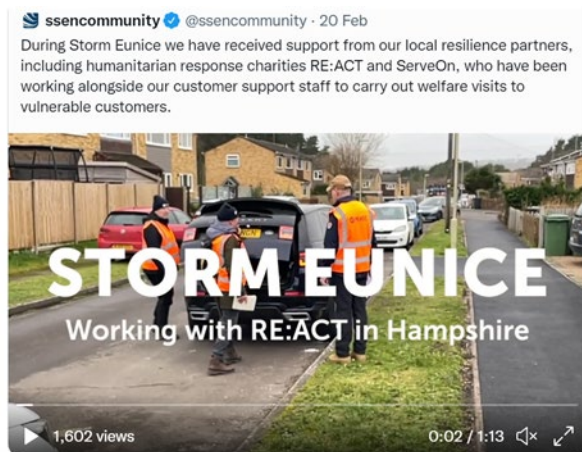 ssencommunity @ssencommunity · 20 Feb
During Storm Eunice we have received support from our local resilience partners,
including humanitarian response charities RE:ACT and ServeOn, who have been
working alongside our customer support staff to carry out welfare visits to
vulnerable customers.
STORM EUNICE
Working with RE:ACT in Hampshire
1,602 views
0:02 / 1:13